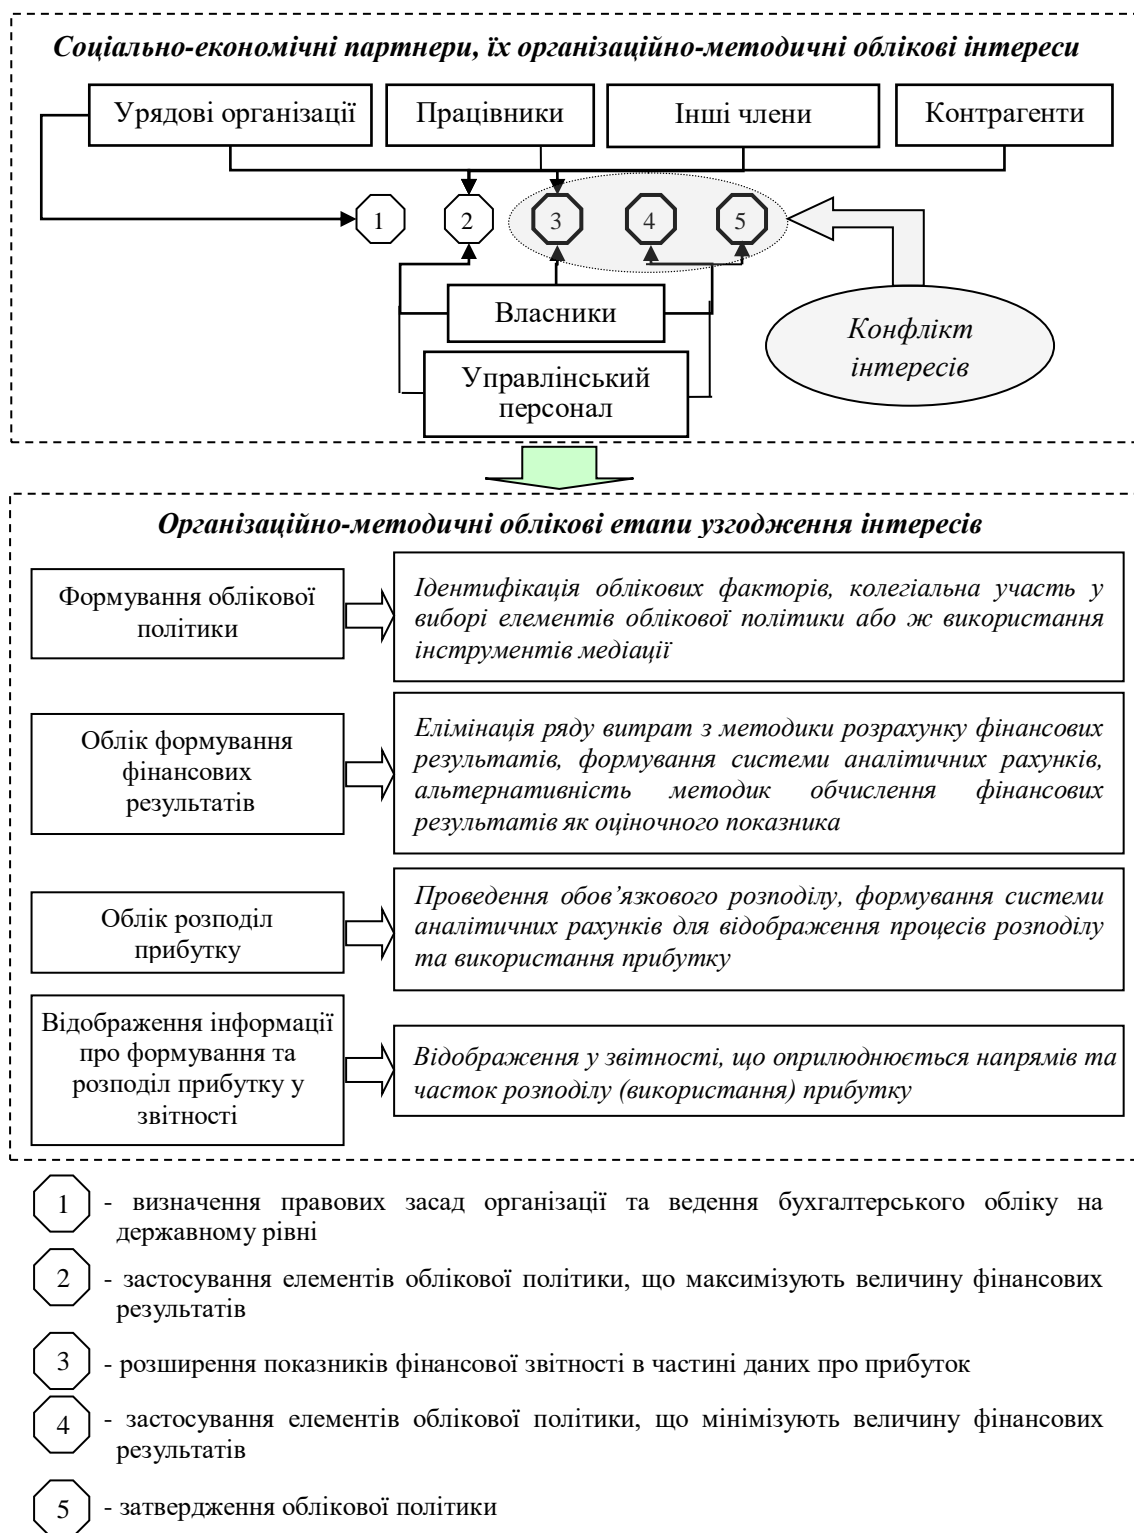 Соціально-економічні партнери, їх організаційно-методичні облікові інтереси
Урядові організації
Працівники
Інші члени
Контрагенти
1
2
3
4
5
Власники
Управлінський
персонал
Конфлікт
інтересів
Організаційно-методичні облікові етапи узгодження інтересів
Формування облікової
політики
Ідентифікація облікових факторів, колегіальна участь у
виборі елементів облікової політики або ж використання
інструментів медіації
Облік формування
фінансових
результатів
Елімінація ряду витрат з методики розрахунку фінансових
результатів, формування системи аналітичних рахунків,
альтернативність методик обчислення фінансових
результатів як оціночного показника
Облік розподіл
прибутку
Проведення обов’язкового розподілу, формування системи
аналітичних рахунків для відображення процесів розподілу
та використання прибутку
Відображення інформації
про формування та
розподіл прибутку у
звітності
Відображення у звітності, що оприлюднюється напрямів та
часток розподілу (використання) прибутку
1 - визначення правових засад організації та ведення бухгалтерського обліку на
державному рівні
2 - застосування елементів облікової політики, що максимізують величину фінансових
результатів
3 - розширення показників фінансової звітності в частині даних про прибуток
4 - застосування елементів облікової політики, що мінімізують величину фінансових
результатів
5 - затвердження облікової політики